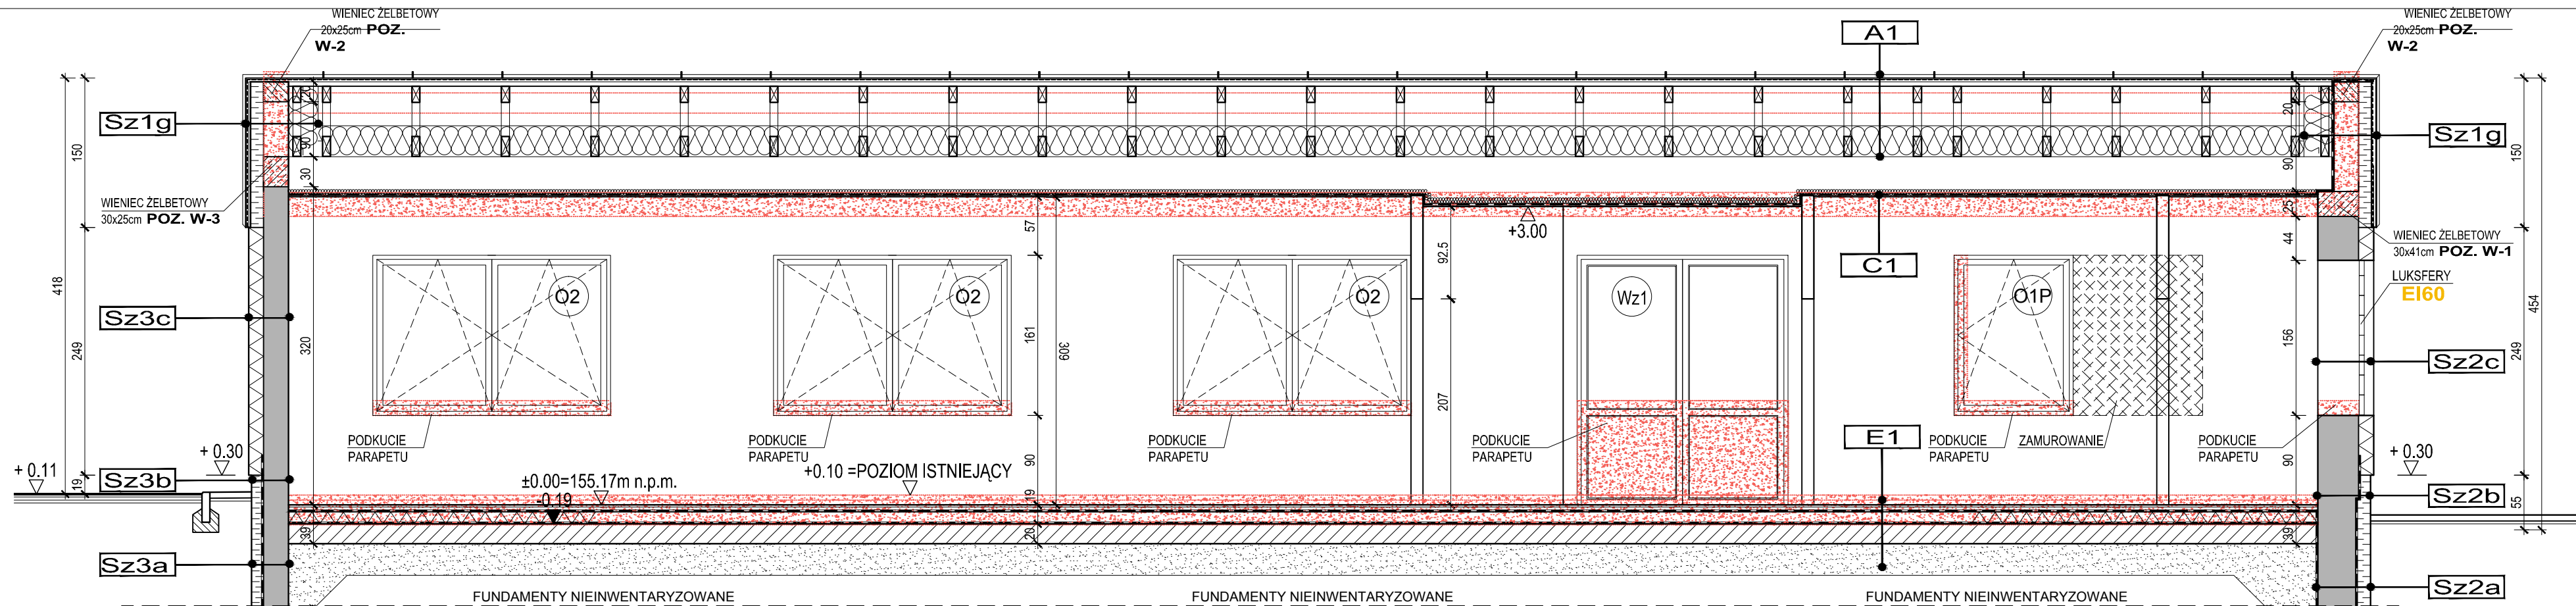 WIENIEC ŻELBETOWY
20x25cm POZ.
W-2
A1
WIENIEC ŻELBETOWY
20x25cm POZ.
W-2
Sz1g
150
20
90
30
20
90
Sz1g
150
WIENIEC ŻELBETOWY
30x25cm POZ. W-3
57
92.5
+3.00
25
44
WIENIEC ŻELBETOWY
30x41cm POZ. W-1
C1
LUKSFERY
EI60
418
454
Sz3c
O2
O2
O2
Wz1
O1P
249
320
161
309
156
249
Sz2c
207
PODKUCIE
PARAPETU
PODKUCIE
PARAPETU
PODKUCIE
PARAPETU
PODKUCIE
PARAPETU
E1
PODKUCIE
PARAPETU
ZAMUROWANIE
PODKUCIE
PARAPETU
+ 0.11
+ 0.30
+ 0.30
90
90
Sz3b
19
±0.00=155.17m n.p.m.
-0.19
+0.10 =POZIOM ISTNIEJĄCY
19
Sz2b
55
39
20
39
Sz3a
Sz2a
FUNDAMENTY NIEINWENTARYZOWANE
FUNDAMENTY NIEINWENTARYZOWANE
FUNDAMENTY NIEINWENTARYZOWANE